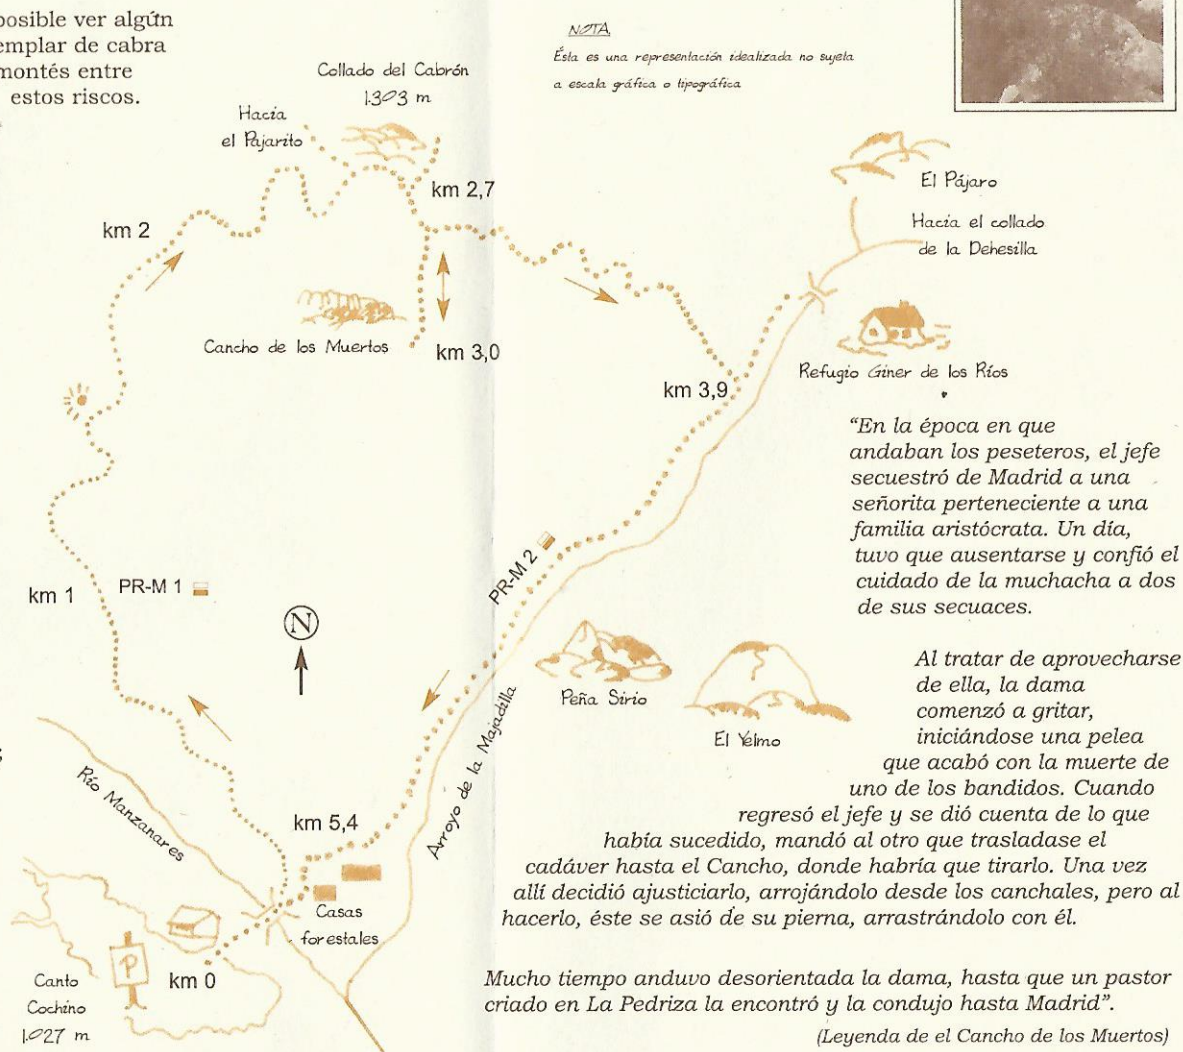 posible ver algún
emplar de cabra
montés entre
estos riscos.
NOTA
Ésta es una representación idealizada no sujeta
a escala gráfica o tipográfica
Collado del Cabrón
1.303 m
Hacia
el Pajarito
km 2,7
km 2
El Pájaro
Hacia el collado
de la Dehesilla
Cancho de los Muertos
km 3,0
km 3,9
Refugio Giner de los Ríos
"En la época en que
andaban los peseteros, el jefe
secuestró de Madrid a una
señorita perteneciente a una
familia aristócrata. Un día,
tuvo que ausentarse y confió el
cuidado de la muchacha a dos
de sus secuaces.
km 1
PR-M 1
PR-M 2
N
Peña Sirio
El Yelmo
Al tratar de aprovecharse
de ella, la dama
comenzó a gritar,
iniciándose una pelea
que acabó con la muerte de
uno de los bandidos. Cuando
regresó el jefe y se dió cuenta de lo que
había sucedido, mandó al otro que trasladase el
cadáver hasta el Cancho, donde habría que tirarlo. Una vez
allí decidió ajusticiarlo, arrojándolo desde los canchales, pero al
hacerlo, éste se asió de su pierna, arrastrándolo con él.
Río Manzanares
Arroyo de la Majadilla
km 5,4
Casas
forestales
P
km 0
Canto
Cochino
1.027 m
Mucho tiempo anduvo desorientada la dama, hasta que un pastor
criado en La Pedriza la encontró y la condujo hasta Madrid".
(Leyenda de el Cancho de los Muertos)